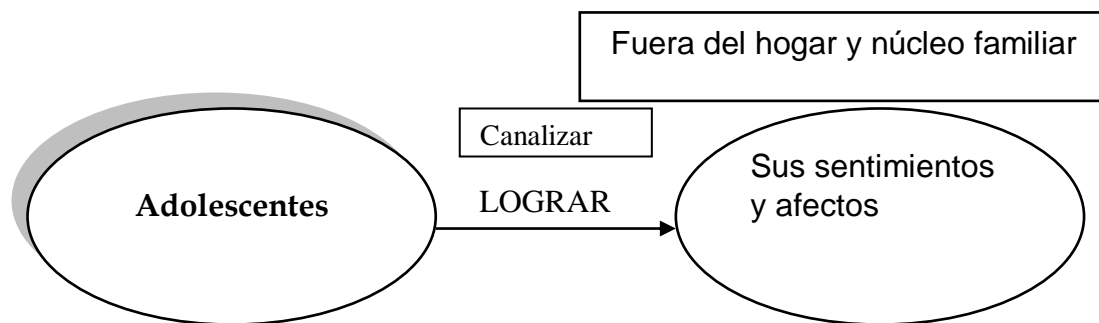 Fuera del hogar y núcleo familiar
Canalizar
Adolescentes
LOGRAR
Sus sentimientos
y afectos